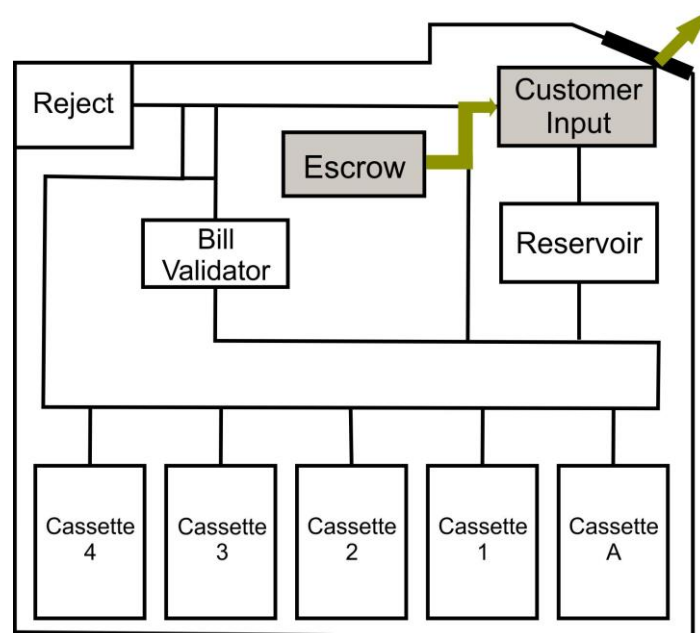 Reject
Customer
Input
Escrow
Bill
Validator
Reservoir
Cassette
4
Cassette
3
Cassette
2
Cassette
1
Cassette
A